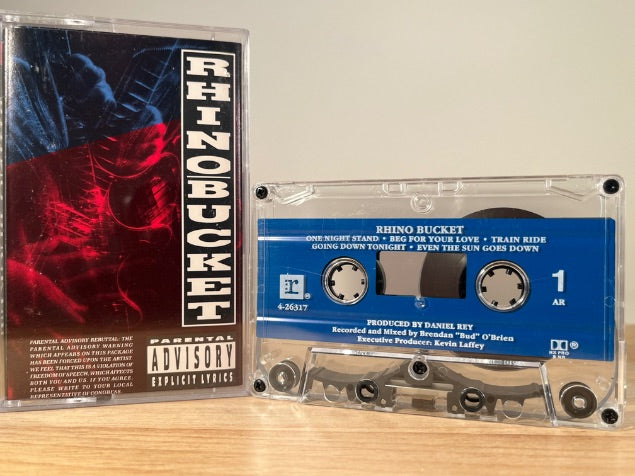 RHINO BUCKET
PARENTAL ADVISORY REBUTTAL: THE
PARENTAL ADVISORY WARNING
WHICH APPEARS ON THIS PACKAGE
HAS BEEN FORCED UPON THE ARTIST.
WE FEEL THAT THIS IS A VIOLATION OF
FREEDOM OF SPEECH, WHICH AFFECTS
BOTH YOU AND US. IF YOU AGREE,
PLEASE WRITE TO YOUR LOCAL
REPRESENTATIVE OF CONGRESS.
PARENTAL
ADVISORY
EXPLICIT LYRICS
RHINO BUCKET
ONE NIGHT STAND • BEG FOR YOUR LOVE • TRAIN RIDE
GOING DOWN TONIGHT • EVEN THE SUN GOES DOWN
r
4-26317
1
AR
PRODUCED BY DANIEL REY
Recorded and Mixed by Brendan "Bud" O'Brien
Executive Producer: Kevin Laffey
HX PRO